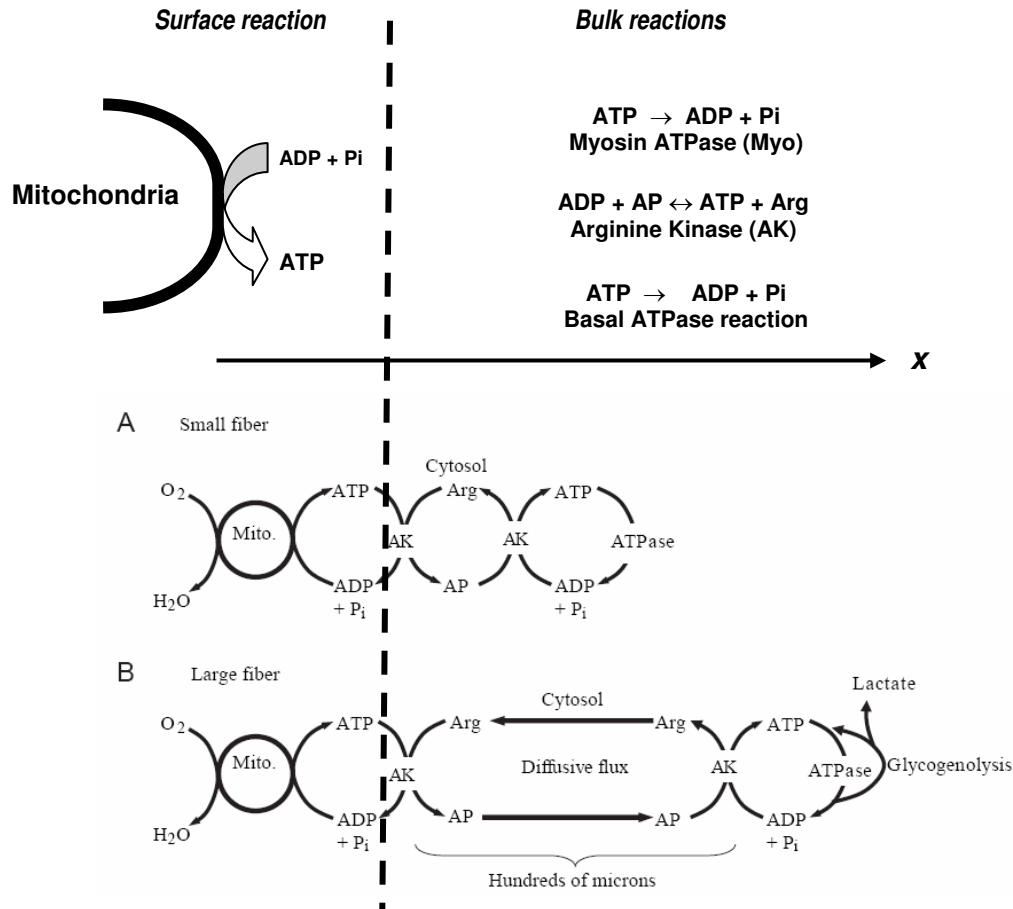 Surface reaction
Bulk reactions
ATP → ADP + Pi
Myosin ATPase (Myo)
ADP + Pi
Mitochondria
ADP + AP ↔ ATP + Arg
Arginine Kinase (AK)
ATP
ATP → ADP + Pi
Basal ATPase reaction
x
A
Small fiber
Cytosol
O2
ATP
Arg
ATP
Mito.
AK
AK
ATPase
H2O
ADP
+ Pi
AP
ADP
+ Pi
B
Large fiber
Lactate
Cytosol
O2
ATP
Arg
Arg
ATP
Mito.
AK
Diffusive flux
AK
ATPase
Glycogenolysis
H2O
ADP
+ Pi
AP
AP
ADP
+ Pi
Hundreds of microns